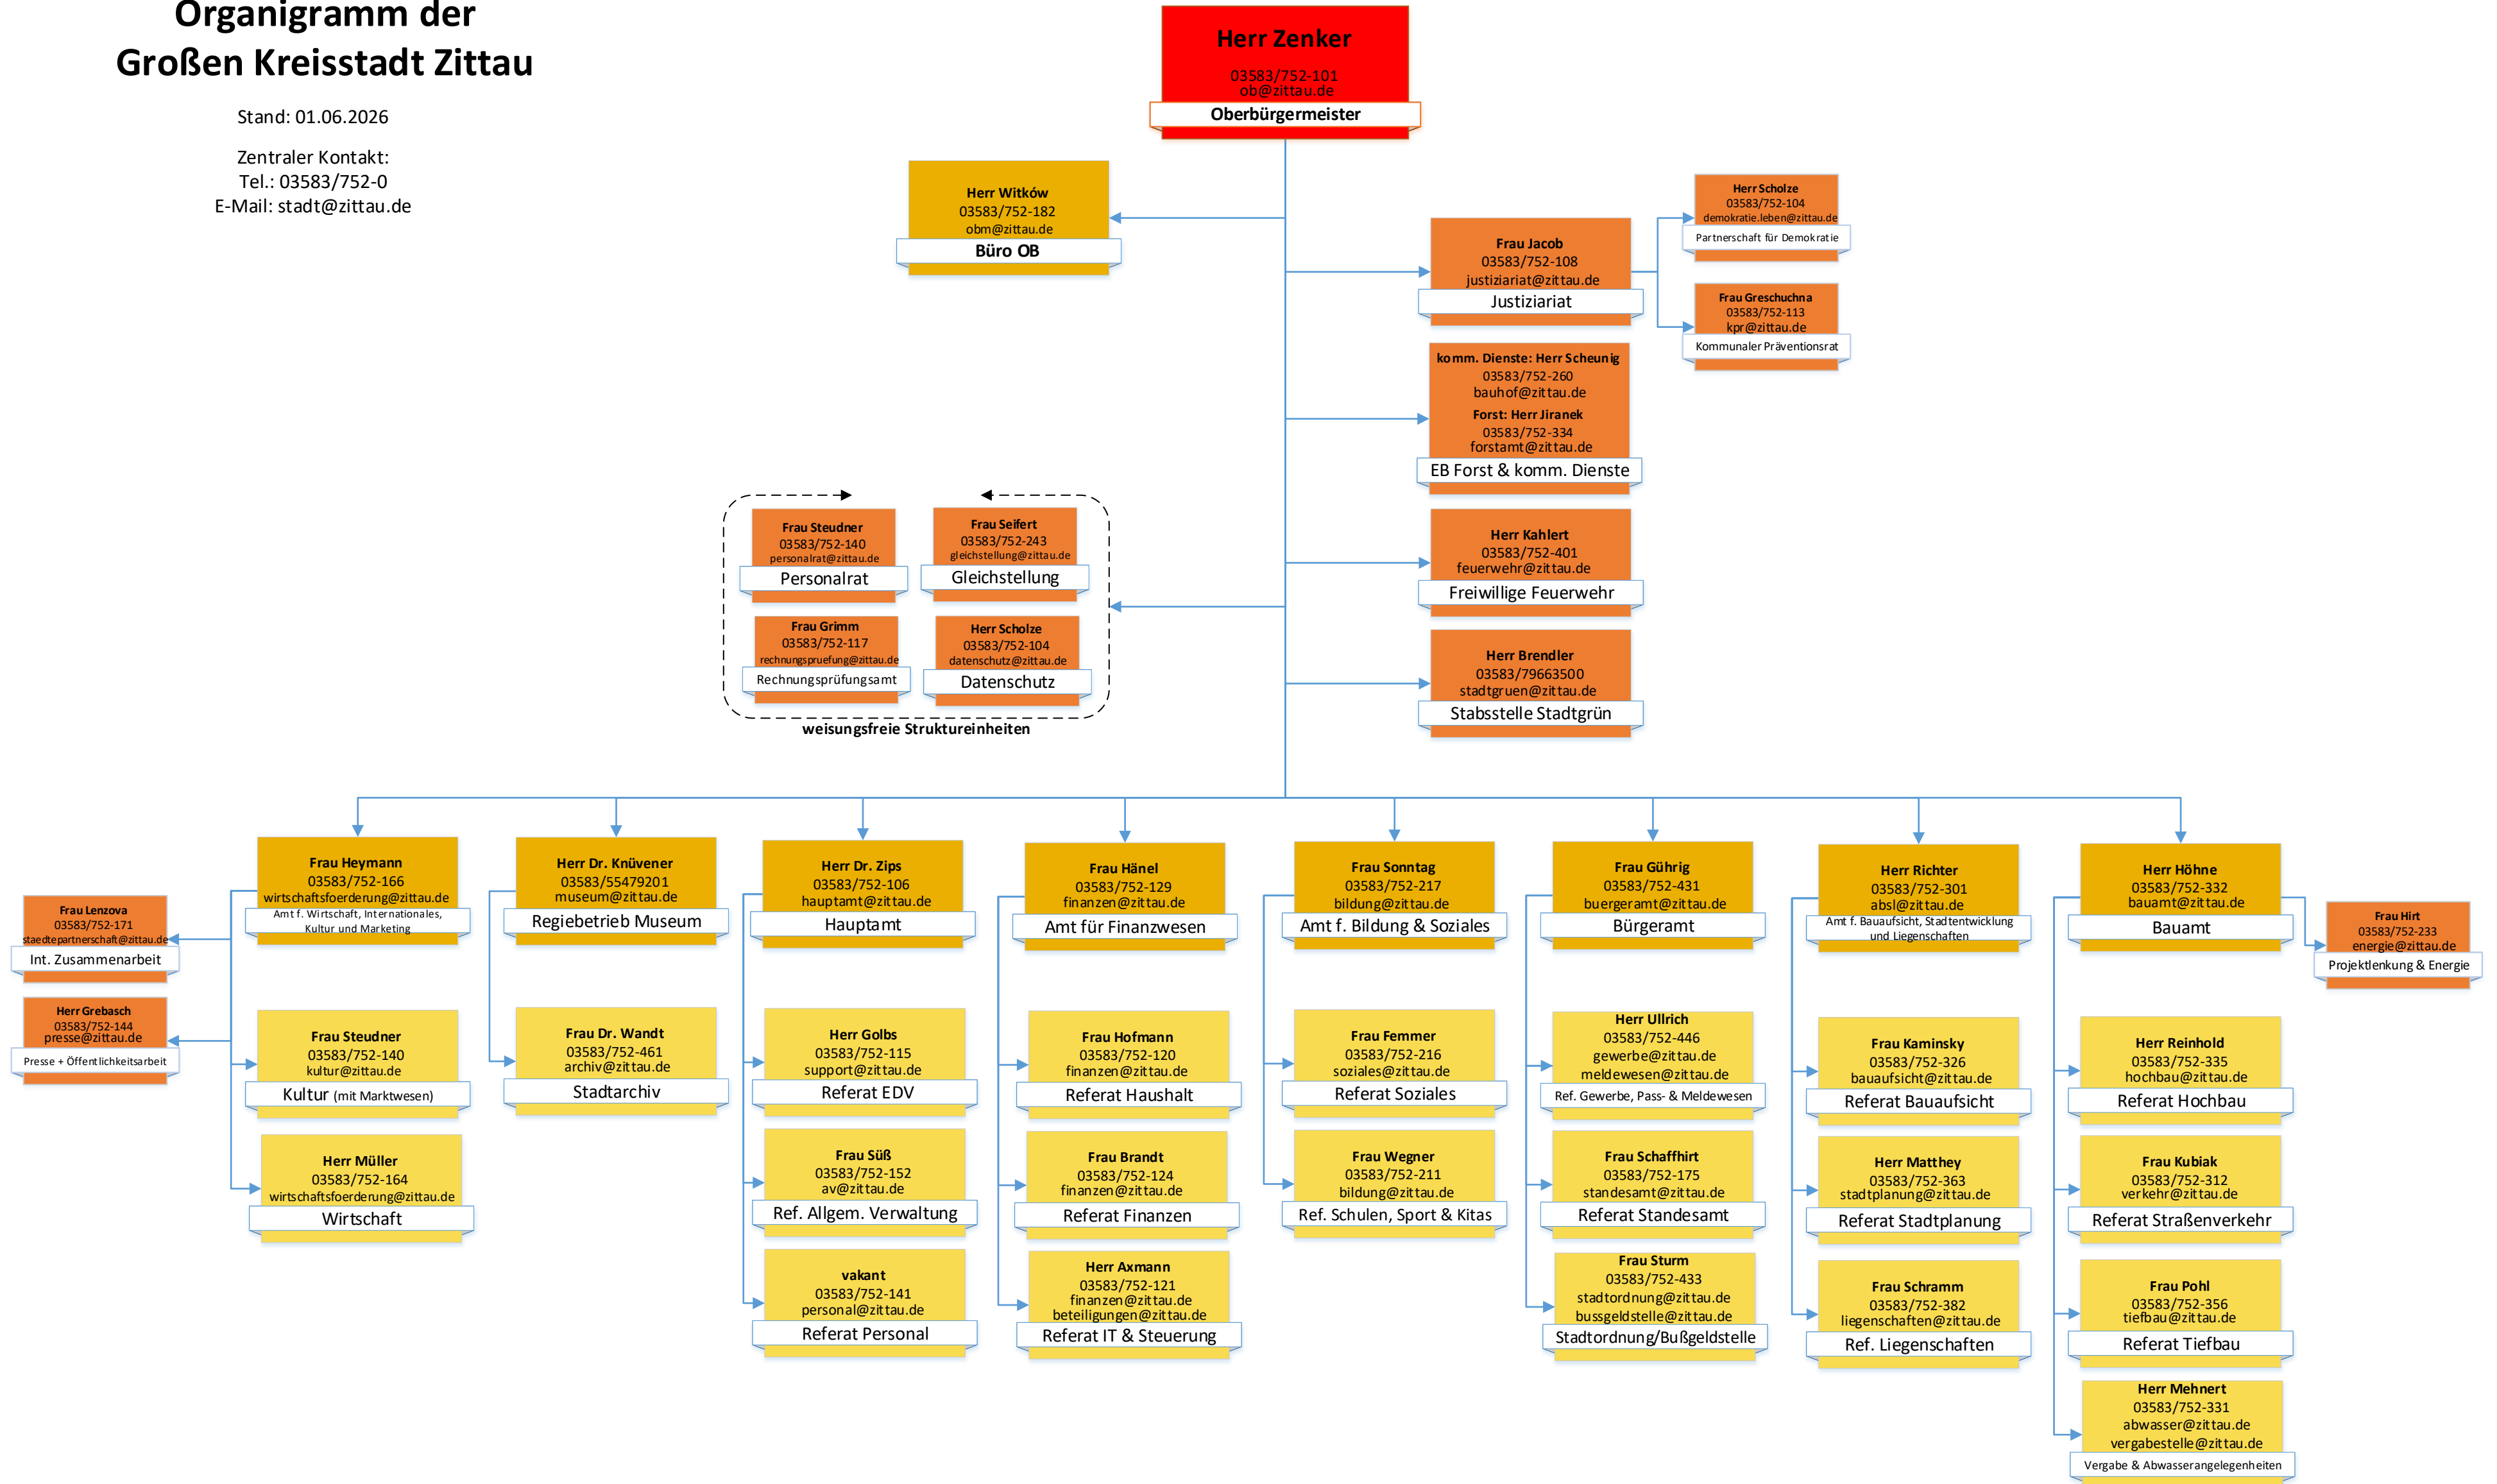 Organigramm der
Großen Kreisstadt Zittau
Stand: 01.06.2026
Zentraler Kontakt:
Tel.: 03583/752-0
E-Mail: stadt@zittau.de
Herr Zenker
03583/752-101
ob@zittau.de
Oberbürgermeister
Herr Witków
03583/752-182
obm@zittau.de
Büro OB
Frau Jacob
03583/752-108
justiziariat@zittau.de
Justiziariat
Herr Scholze
03583/752-104
demokratie.leben@zittau.de
Partnerschaft für Demokratie
Frau Greschuchna
03583/752-113
kpr@zittau.de
Kommunaler Präventionsrat
komm. Dienste: Herr Scheunig
03583/752-260
bauhof@zittau.de
Forst: Herr Jiranek
03583/752-334
forstamt@zittau.de
EB Forst & komm. Dienste
Herr Kahlert
03583/752-401
feuerwehr@zittau.de
Freiwillige Feuerwehr
Herr Brendler
03583/79663500
stadtgruen@zittau.de
Stabsstelle Stadtgrün
Frau Steudner
03583/752-140
personalrat@zittau.de
Personalrat
Frau Seifert
03583/752-243
gleichstellung@zittau.de
Gleichstellung
Frau Grimm
03583/752-117
rechnungspruefung@zittau.de
Rechnungsprüfungsamt
Herr Scholze
03583/752-104
datenschutz@zittau.de
Datenschutz
weisungsfreie Struktureinheiten
Frau Heymann
03583/752-166
wirtschaftsfoerderung@zittau.de
Amt f. Wirtschaft, Internationales,
Kultur und Marketing
Frau Lenzova
03583/752-171
staedtepartnerschaft@zittau.de
Int. Zusammenarbeit
Herr Grebasch
03583/752-144
presse@zittau.de
Presse + Öffentlichkeitsarbeit
Frau Steudner
03583/752-140
kultur@zittau.de
Kultur (mit Marktwesen)
Herr Müller
03583/752-164
wirtschaftsfoerderung@zittau.de
Wirtschaft
Herr Dr. Knüvener
03583/55479201
museum@zittau.de
Regiebetrieb Museum
Frau Dr. Wandt
03583/752-461
archiv@zittau.de
Stadtarchiv
Herr Dr. Zips
03583/752-106
hauptamt@zittau.de
Hauptamt
Herr Golbs
03583/752-115
support@zittau.de
Referat EDV
Frau Süß
03583/752-152
av@zittau.de
Ref. Allgem. Verwaltung
vakant
03583/752-141
personal@zittau.de
Referat Personal
Frau Hänel
03583/752-129
finanzen@zittau.de
Amt für Finanzwesen
Frau Hofmann
03583/752-120
finanzen@zittau.de
Referat Haushalt
Frau Brandt
03583/752-124
finanzen@zittau.de
Referat Finanzen
Herr Axmann
03583/752-121
finanzen@zittau.de
beteiligungen@zittau.de
Referat IT & Steuerung
Frau Sonntag
03583/752-217
bildung@zittau.de
Amt f. Bildung & Soziales
Frau Femmer
03583/752-216
soziales@zittau.de
Referat Soziales
Frau Wegner
03583/752-211
bildung@zittau.de
Ref. Schulen, Sport & Kitas
Frau Gührig
03583/752-431
buergeramt@zittau.de
Bürgeramt
Herr Ullrich
03583/752-446
gewerbe@zittau.de
meldewesen@zittau.de
Ref. Gewerbe, Pass- & Meldewesen
Frau Schaffhirt
03583/752-175
standesamt@zittau.de
Referat Standesamt
Frau Sturm
03583/752-433
stadtordnung@zittau.de
bussgeldstelle@zittau.de
Stadtordnung/Bußgeldstelle
Herr Richter
03583/752-301
absl@zittau.de
Amt f. Bauaufsicht, Stadtentwicklung
und Liegenschaften
Frau Kaminsky
03583/752-326
bauaufsicht@zittau.de
Referat Bauaufsicht
Herr Matthey
03583/752-363
stadtplanung@zittau.de
Referat Stadtplanung
Frau Schramm
03583/752-382
liegenschaften@zittau.de
Ref. Liegenschaften
Herr Höhne
03583/752-332
bauamt@zittau.de
Bauamt
Frau Hirt
03583/752-233
energie@zittau.de
Projektlenkung & Energie
Herr Reinhold
03583/752-335
hochbau@zittau.de
Referat Hochbau
Frau Kubiak
03583/752-312
verkehr@zittau.de
Referat Straßenverkehr
Frau Pohl
03583/752-356
tiefbau@zittau.de
Referat Tiefbau
Herr Mehnert
03583/752-331
abwasser@zittau.de
vergabestelle@zittau.de
Vergabe & Abwasserangelegenheiten